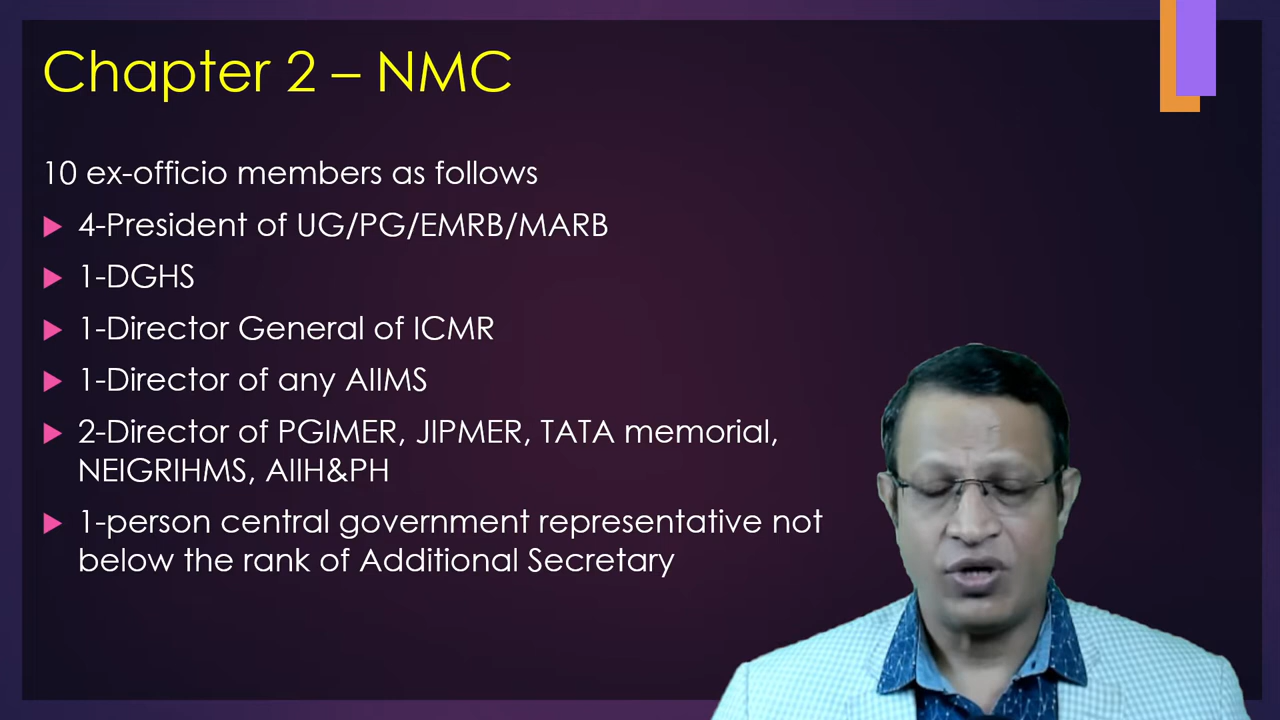 Chapter 2 – NMC
10 ex-officio members as follows
4-President of UG/PG/EMRB/MARB
1-DGHS
1-Director General of ICMR
1-Director of any AIIMS
2-Director of PGIMER, JIPMER, TATA memorial,
NEIGRIHMS, AIIH&PH
1-person central government representative not
below the rank of Additional Secretary